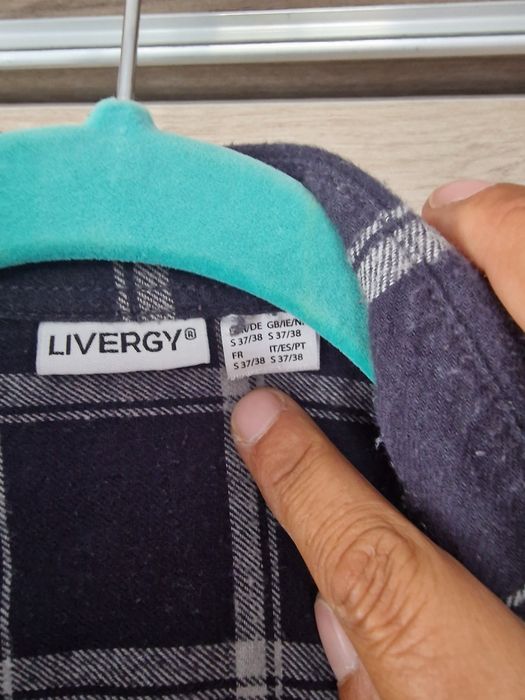 LIVERGY®
/DE GB/IE/N
S 37/38 S 37/38
FR IT/ES/PT
S 37/38 S 37/38